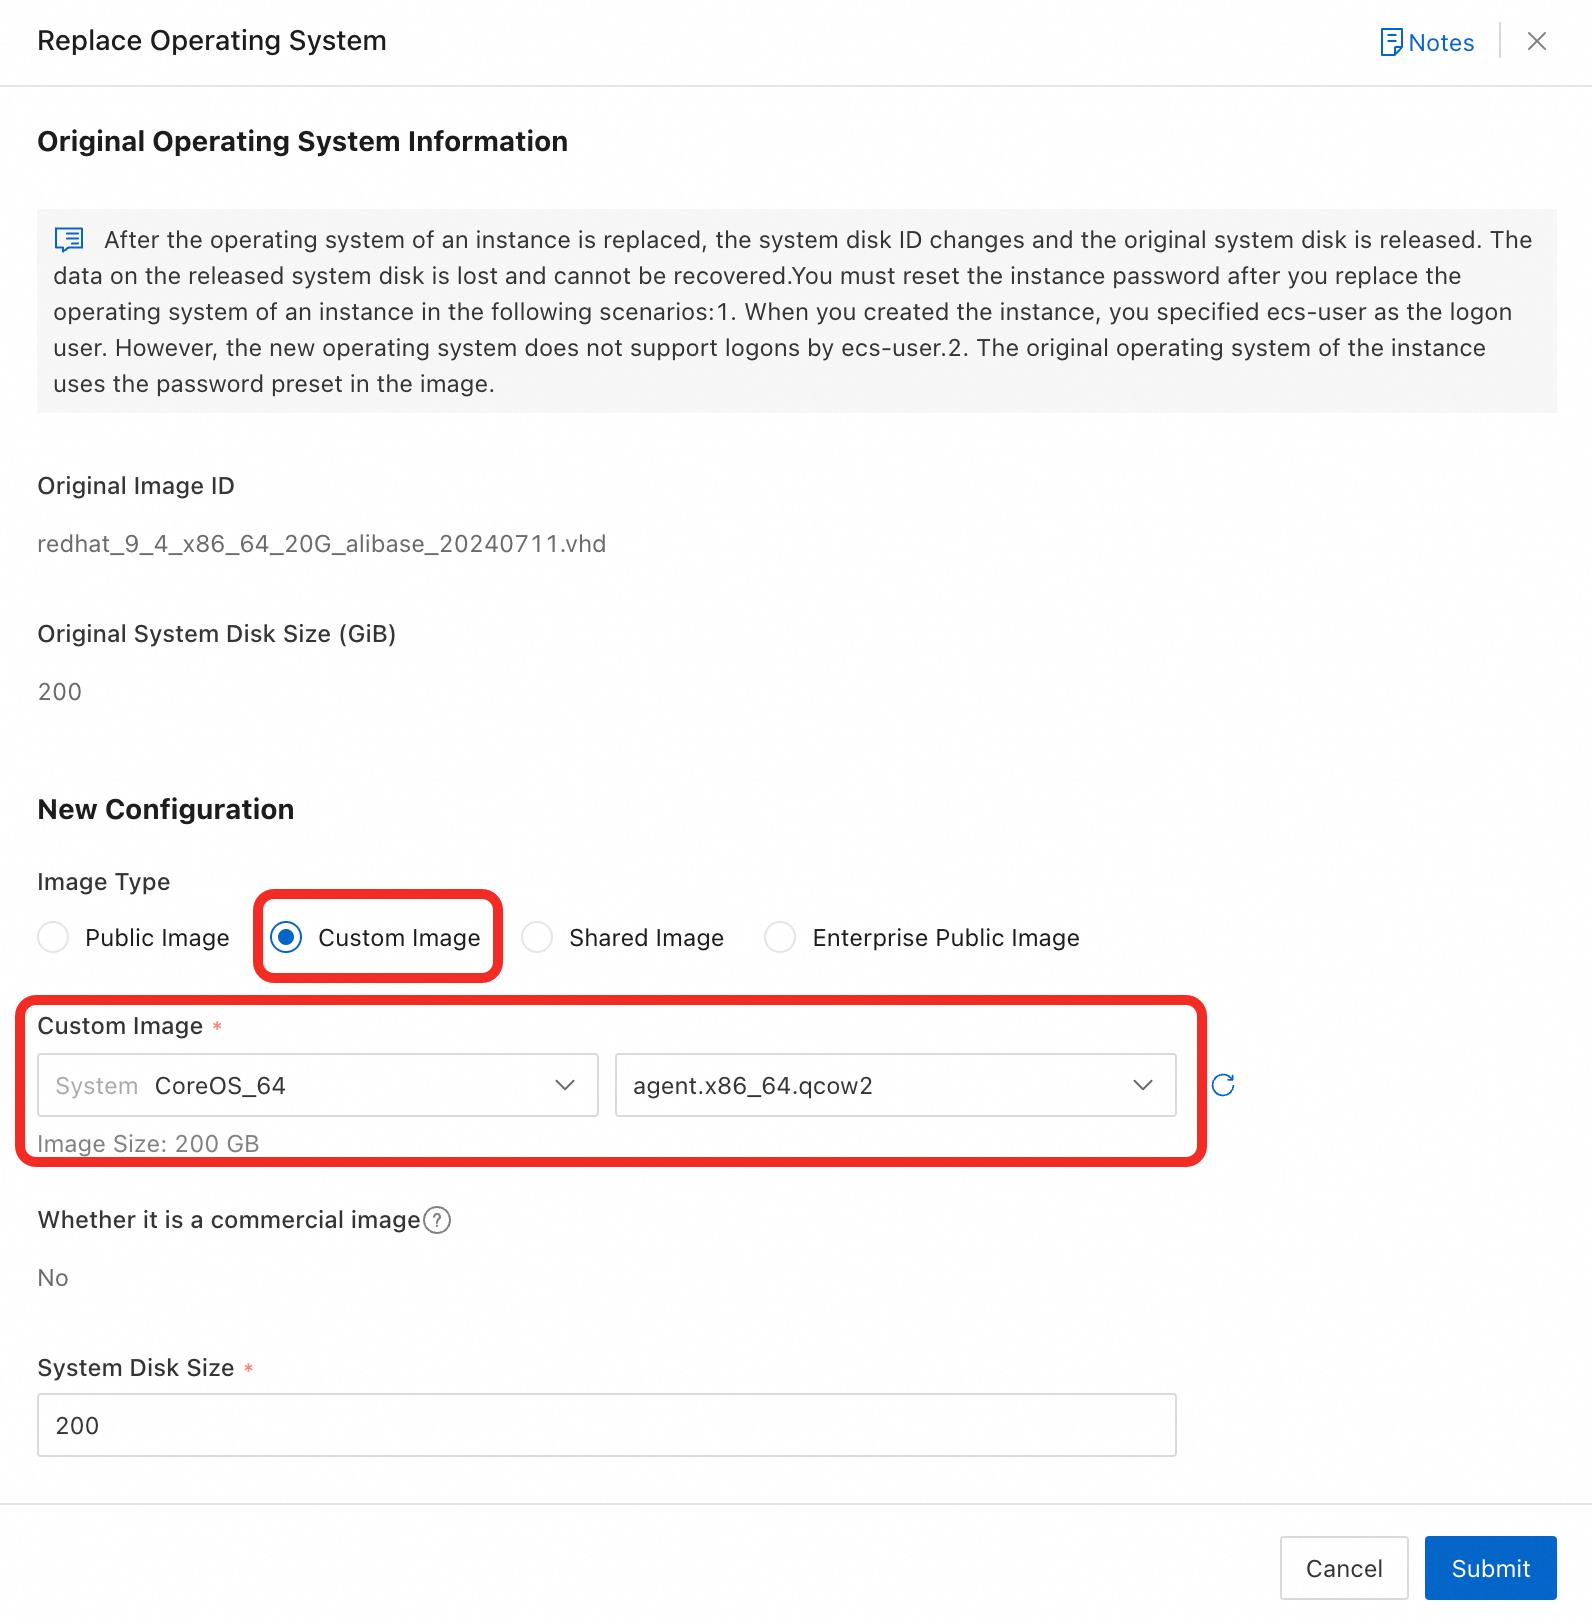 Replace Operating System
Notes
Original Operating System Information
After the operating system of an instance is replaced, the system disk ID changes and the original system disk is released. The
data on the released system disk is lost and cannot be recovered.You must reset the instance password after you replace the
operating system of an instance in the following scenarios:1. When you created the instance, you specified ecs-user as the logon
user. However, the new operating system does not support logons by ecs-user.2. The original operating system of the instance
uses the password preset in the image.
Original Image ID
redhat_9_4_x86_64_20G_alibase_20240711.vhd
Original System Disk Size (GiB)
200
New Configuration
Image Type
Public Image Custom Image Shared Image Enterprise Public Image
Custom Image *
System CoreOS_64 agent.x86_64.qcow2
Image Size: 200 GB
Whether it is a commercial image ?
No
System Disk Size *
200
Cancel Submit